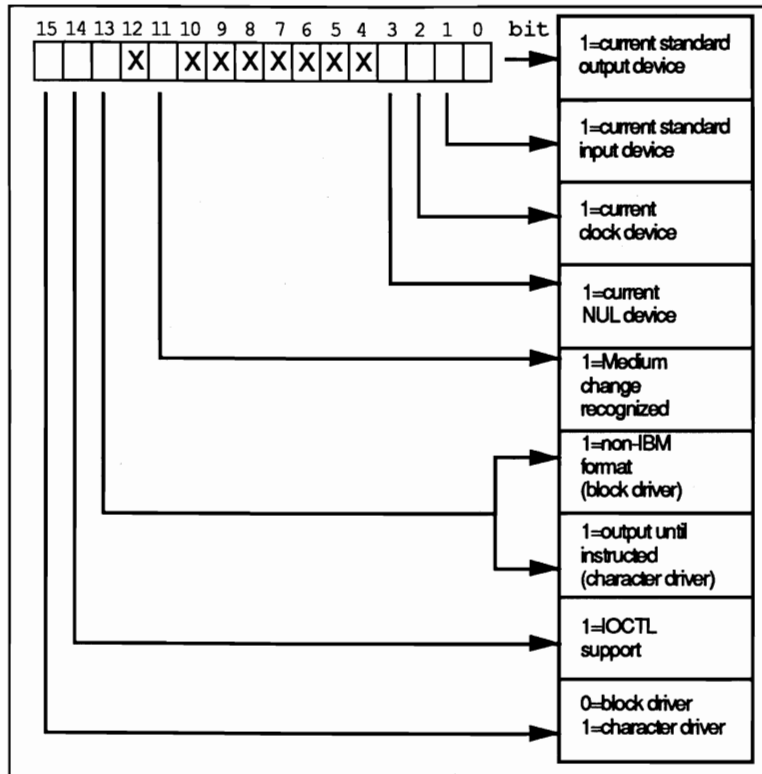 15 14 13 12 11 10 9 8 7 6 5 4 3 2 1 0 bit
X X X X X X X X
1=current standard
output device
1=current standard
input device
1=current
clock device
1=current
NUL device
1=Medium
change
recognized
1=non-IBM
format
(block driver)
1=output until
instructed
(character driver)
1=IOCTL
support
0=block driver
1=character driver